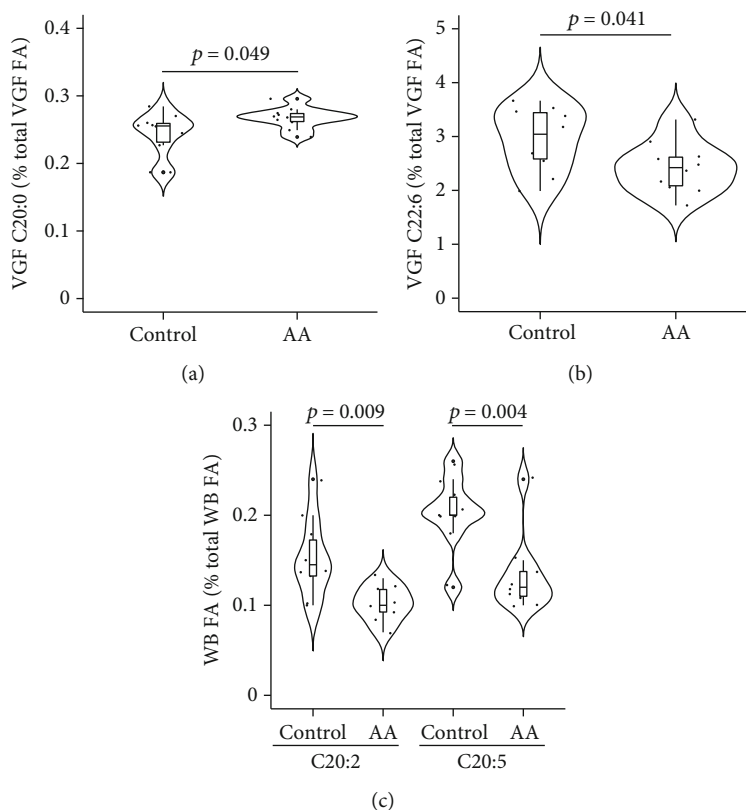 0.4
0.3
0.2
0.1
0
VGF C20:0 (% total VGF FA)
p = 0.049
Control AA
(a)
5
4
3
2
1
0
VGF C22:6 (% total VGF FA)
p = 0.041
Control AA
(b)
0.3
0.2
0.1
0
WB FA (% total WB FA)
p = 0.009 p = 0.004
Control AA Control AA
C20:2 C20:5
(c)